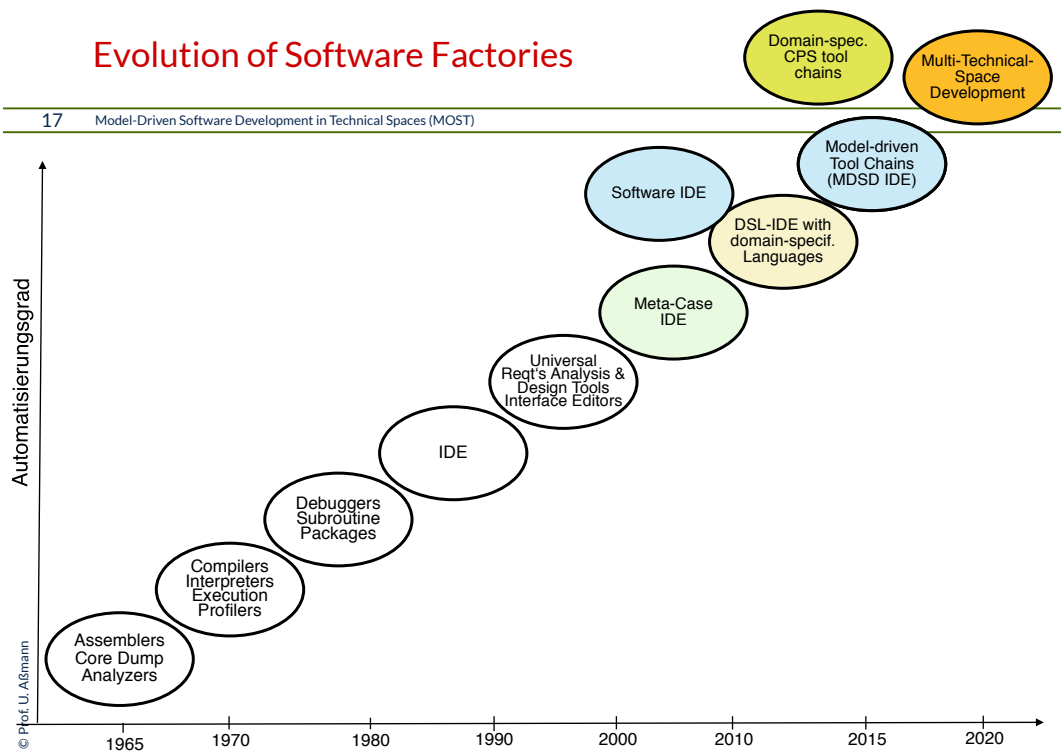 Evolution of Software Factories
17
Model-Driven Software Development in Technical Spaces (MOST)
Domain-spec.
CPS tool
chains
Multi-Technical-
Space
Development
Model-driven
Tool Chains
(MDSD IDE)
Software IDE
DSL-IDE with
domain-specif.
Languages
Meta-Case
IDE
Universal
Reqt's Analysis &
Design Tools
Interface Editors
IDE
Debuggers
Subroutine
Packages
Compilers
Interpreters
Execution
Profilers
Assemblers
Core Dump
Analyzers
Automatisierungsgrad
© Prof. U. Aßmann
1965
1970
1980
1990
2000
2010
2015
2020